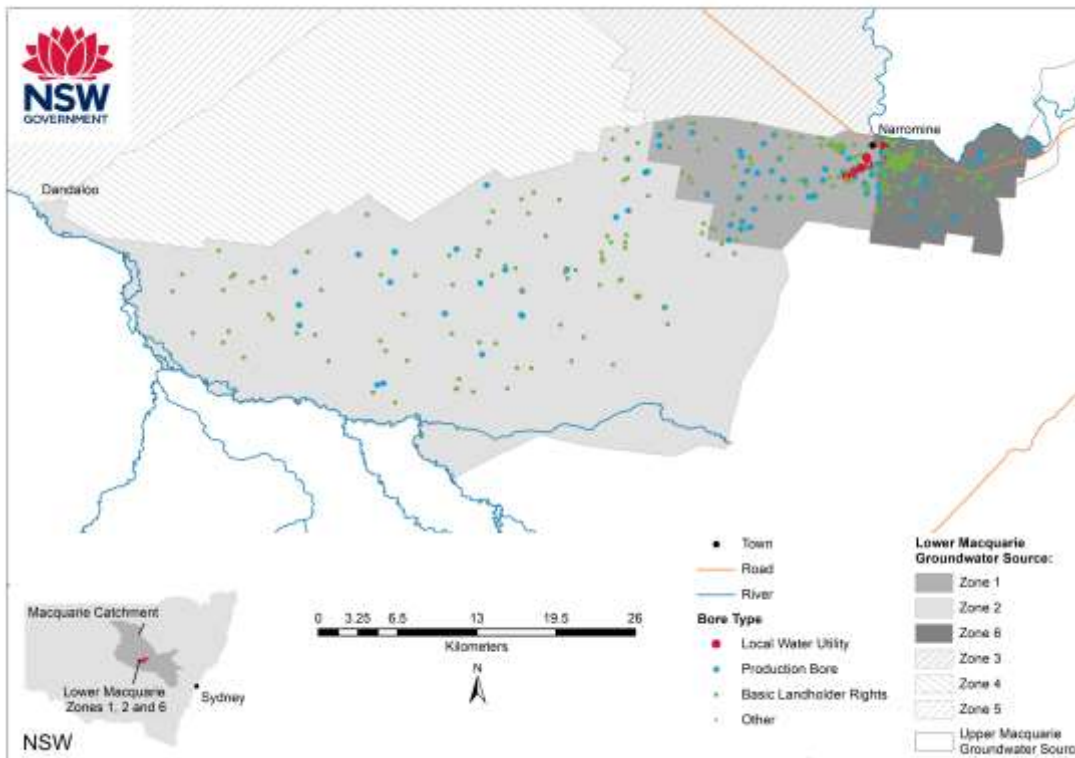 NSW
GOVERNMENT
Narromine
Dandaloo
Town
Road
River
Bore Type
Local Water Utility
Production Bore
Basic Landholder Rights
Other
Lower Macquarie
Groundwater Source:
Zone 1
Zone 2
Zone 6
Zone 3
Zone 4
Zone 5
Upper Macquarie
Groundwater Sourc
0 3.25 6.5 13 19.5 26
Kilometers
N
Macquarie Catchment
Lower Macquarie
Zones 1, 2 and 6
Sydney
NSW